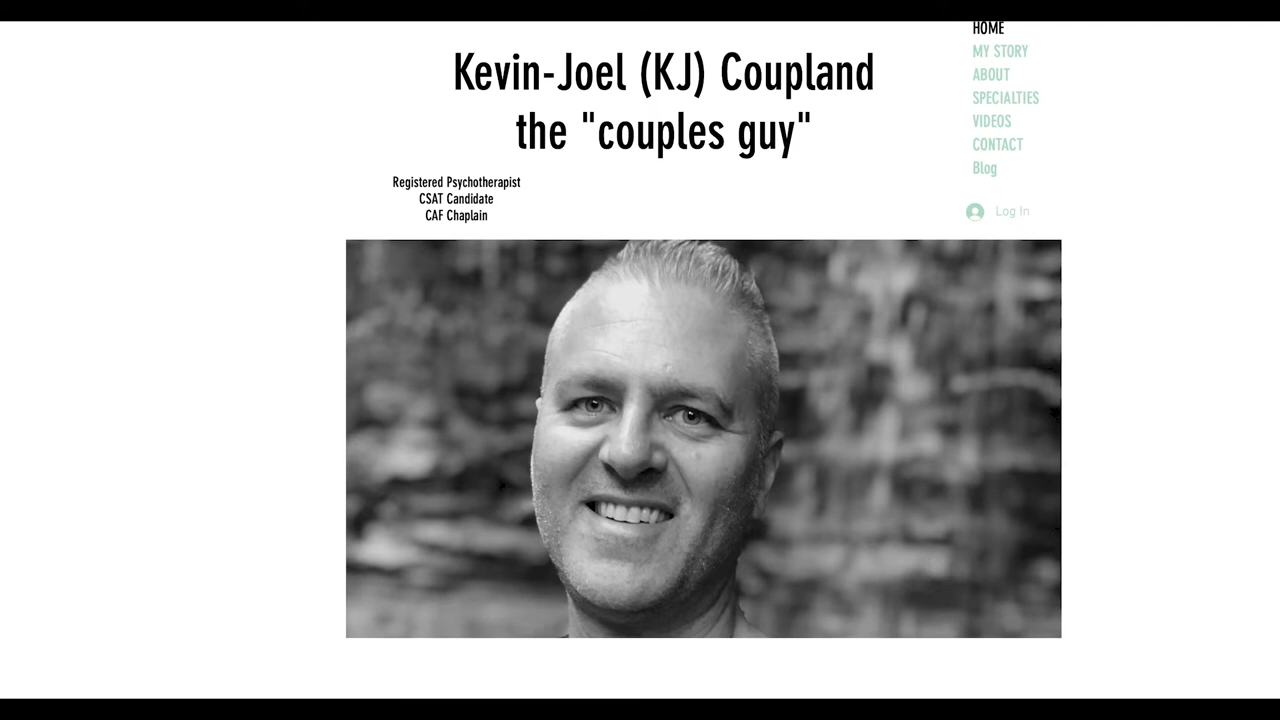 Kevin-Joel (KJ) Coupland
the "couples guy"
Registered Psychotherapist
CSAT Candidate
CAF Chaplain
HOME
MY STORY
ABOUT
SPECIALTIES
VIDEOS
CONTACT
Blog
Log In